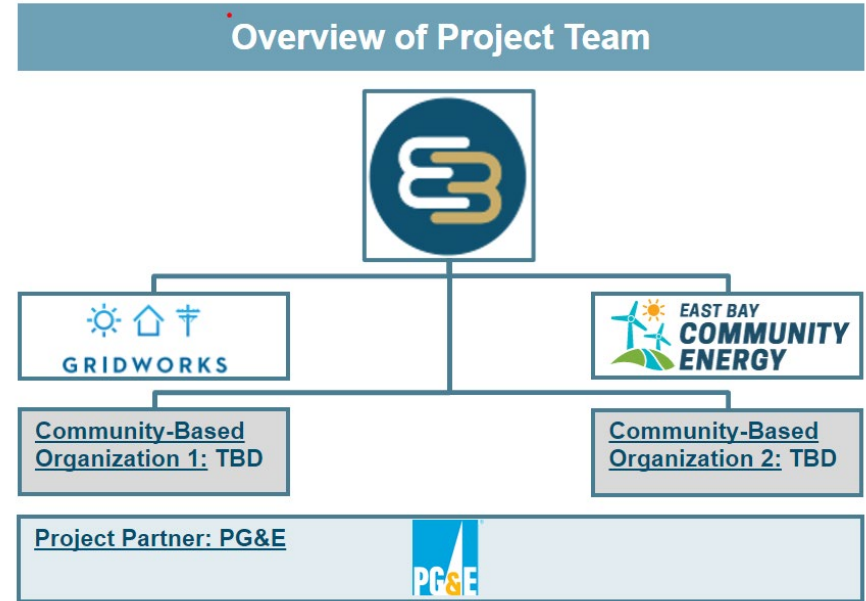 Overview of Project Team
GRIDWORKS
EAST BAY
COMMUNITY
ENERGY
Community-Based
Organization 1: TBD
Community-Based
Organization 2: TBD
Project Partner: PG&E
PG&E